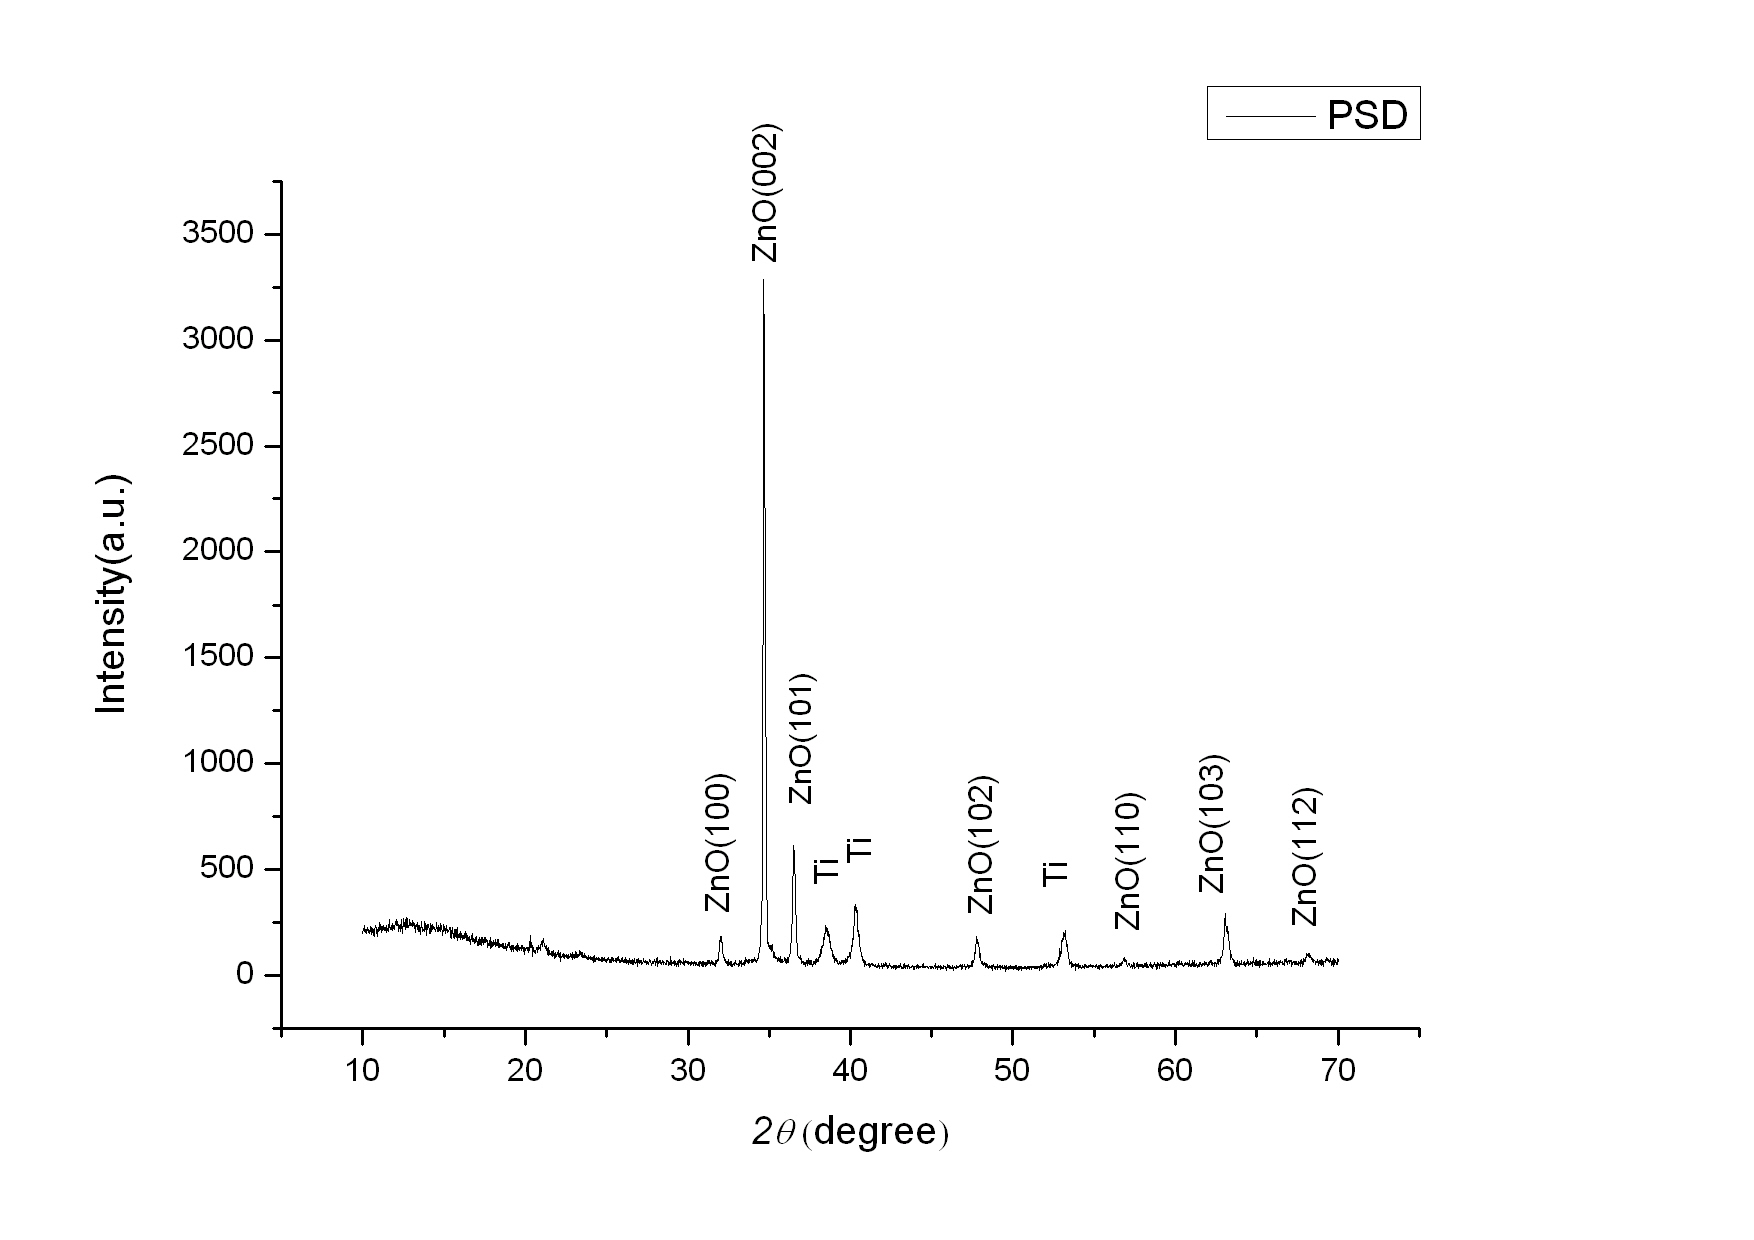 PSD
ZnO(002)
3500
3000
2500
2000
1500
1000
500
0
Intensity(a.u.)
ZnO(100)
ZnO(101)
Ti
Ti
ZnO(102)
Ti
ZnO(110)
ZnO(103)
ZnO(112)
10 20 30 40 50 60 70
2θ(degree)